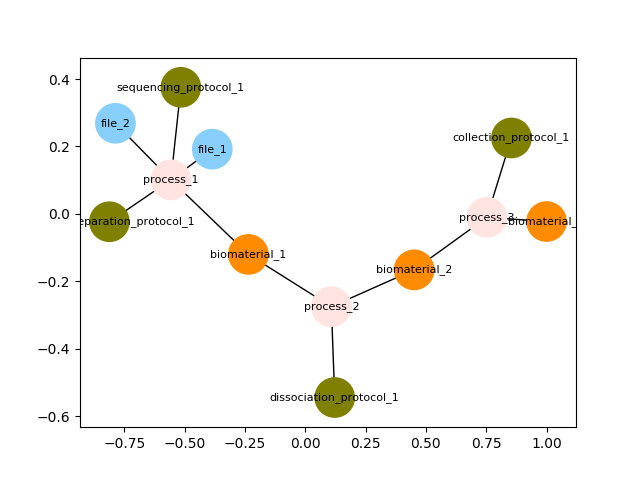 0.4
0.2
0.0
−0.2
−0.4
−0.6
sequencing_protocol_1
file_2
file_1
collection_protocol_1
process_1
eparation_protocol_1
process_3
biomaterial_
biomaterial_1
biomaterial_2
process_2
dissociation_protocol_1
−0.75
−0.50
−0.25
0.00
0.25
0.50
0.75
1.00